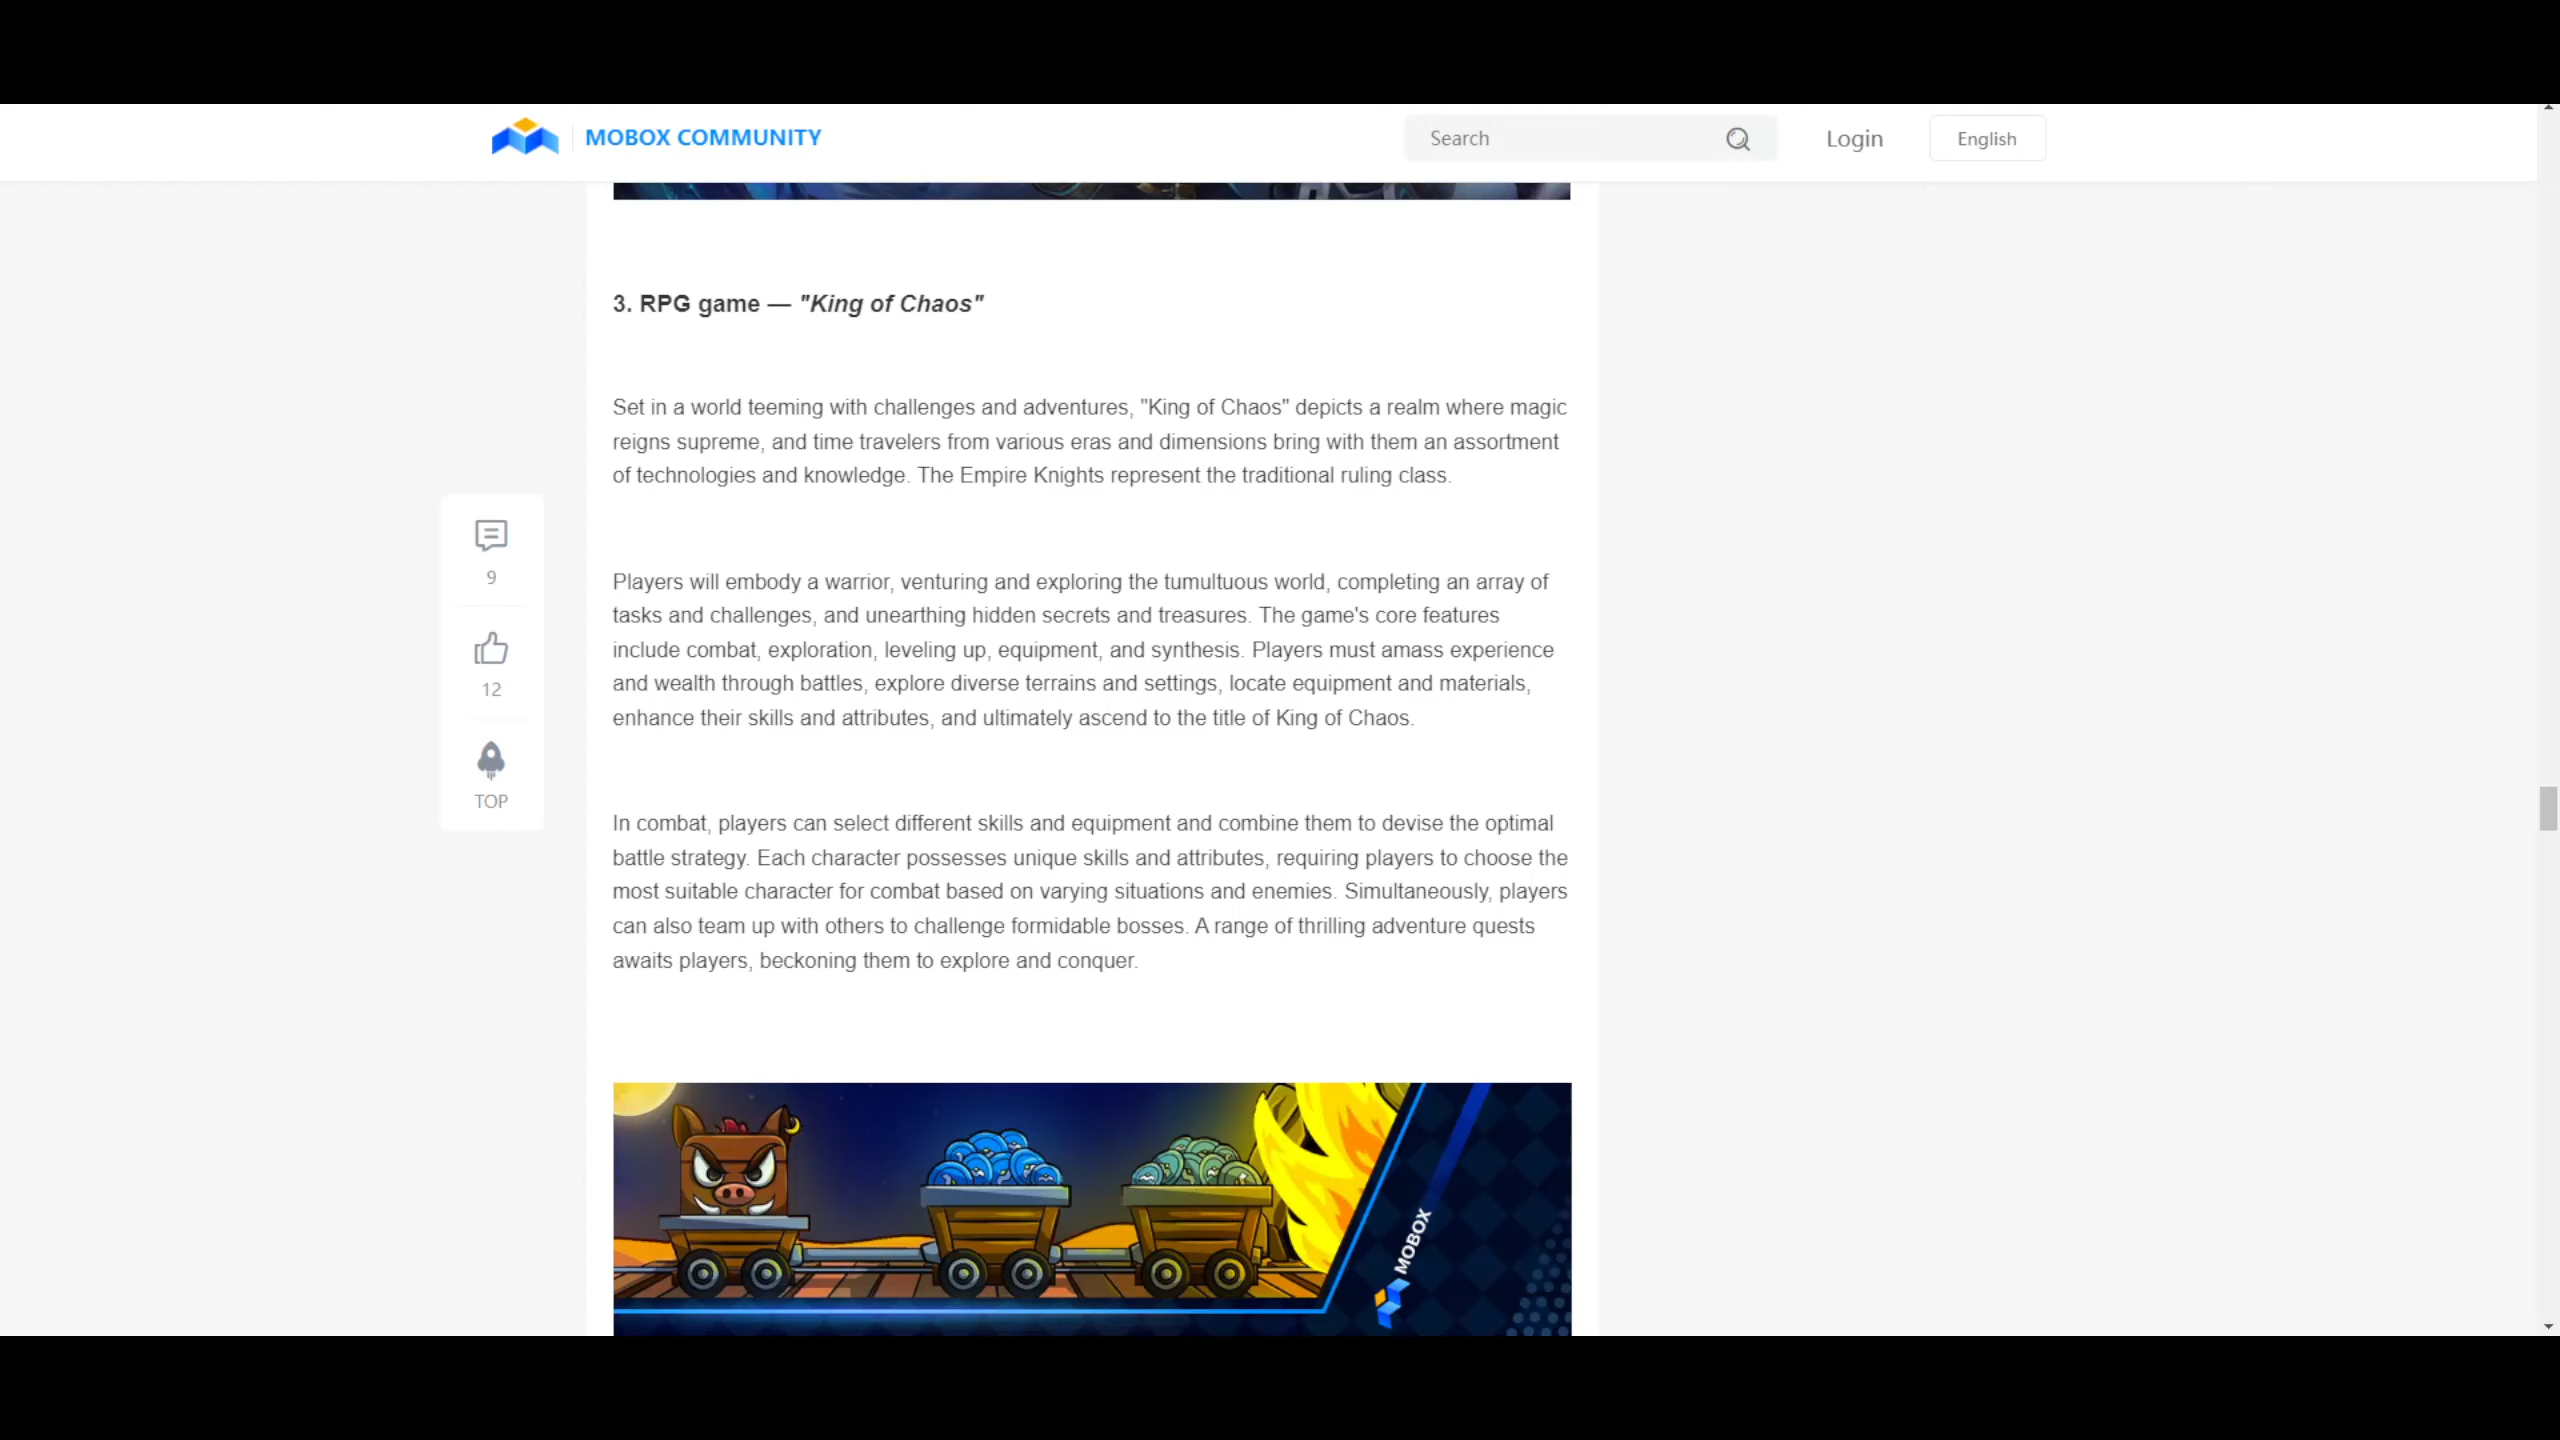 MOBOX COMMUNITY
Search
Login
English
3. RPG game — "King of Chaos"
Set in a world teeming with challenges and adventures, "King of Chaos" depicts a realm where magic
reigns supreme, and time travelers from various eras and dimensions bring with them an assortment
of technologies and knowledge. The Empire Knights represent the traditional ruling class.
9
12
TOP
Players will embody a warrior, venturing and exploring the tumultuous world, completing an array of
tasks and challenges, and unearthing hidden secrets and treasures. The game's core features
include combat, exploration, leveling up, equipment, and synthesis. Players must amass experience
and wealth through battles, explore diverse terrains and settings, locate equipment and materials,
enhance their skills and attributes, and ultimately ascend to the title of King of Chaos.
In combat, players can select different skills and equipment and combine them to devise the optimal
battle strategy. Each character possesses unique skills and attributes, requiring players to choose the
most suitable character for combat based on varying situations and enemies. Simultaneously, players
can also team up with others to challenge formidable bosses. A range of thrilling adventure quests
awaits players, beckoning them to explore and conquer.
MOBOX